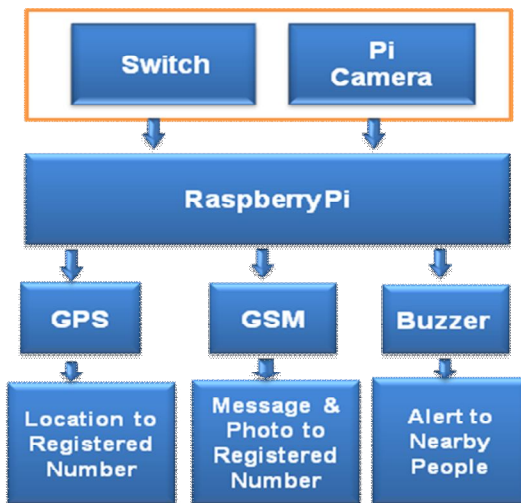 Switch
Pi
Camera
RaspberryPi
GPS
GSM
Buzzer
Location to
Registered
Number
Message &
Photo to
Registered
Number
Alert to
Nearby
People